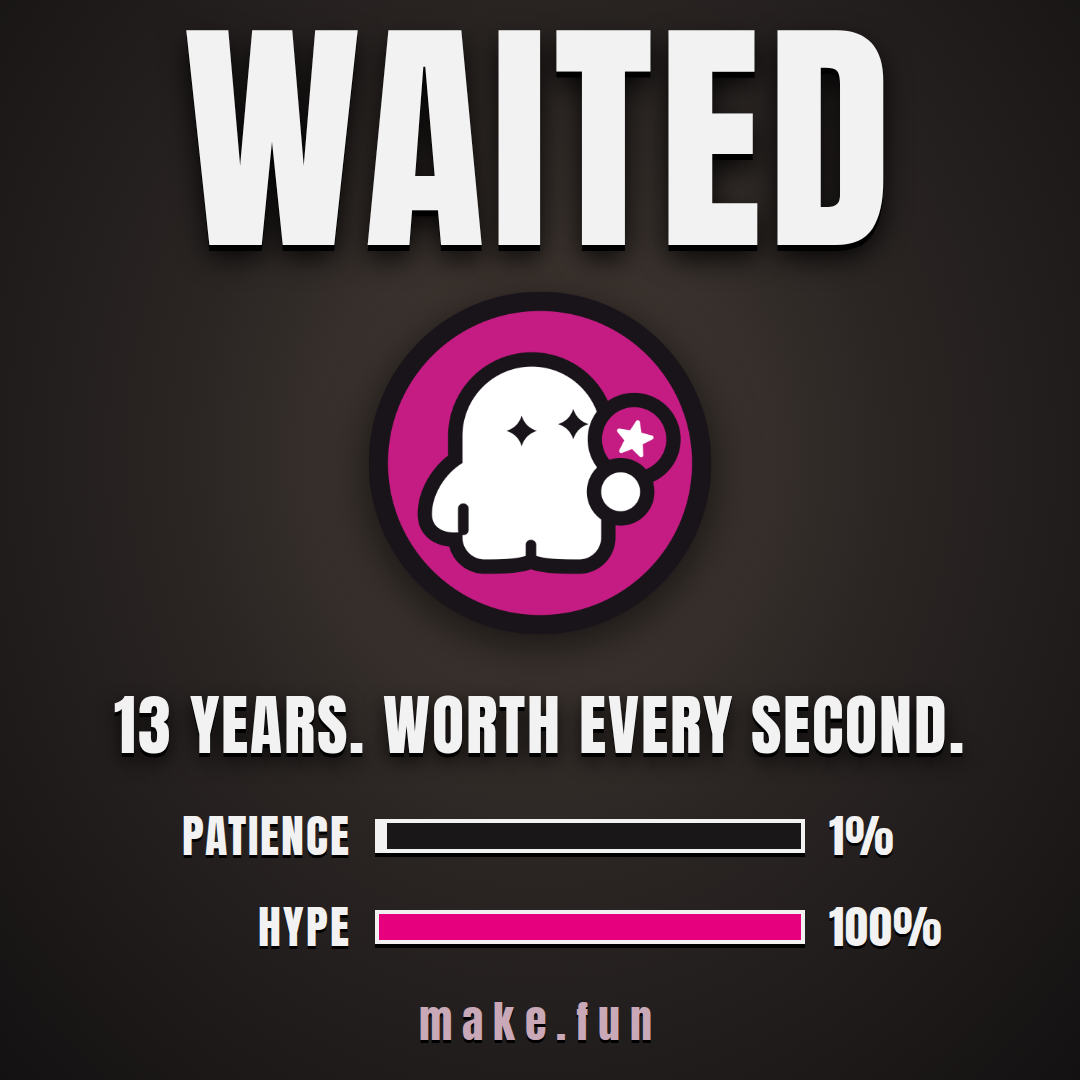 WAITED
13 YEARS. WORTH EVERY SECOND.
PATIENCE 1%
HYPE 100%
make.fun